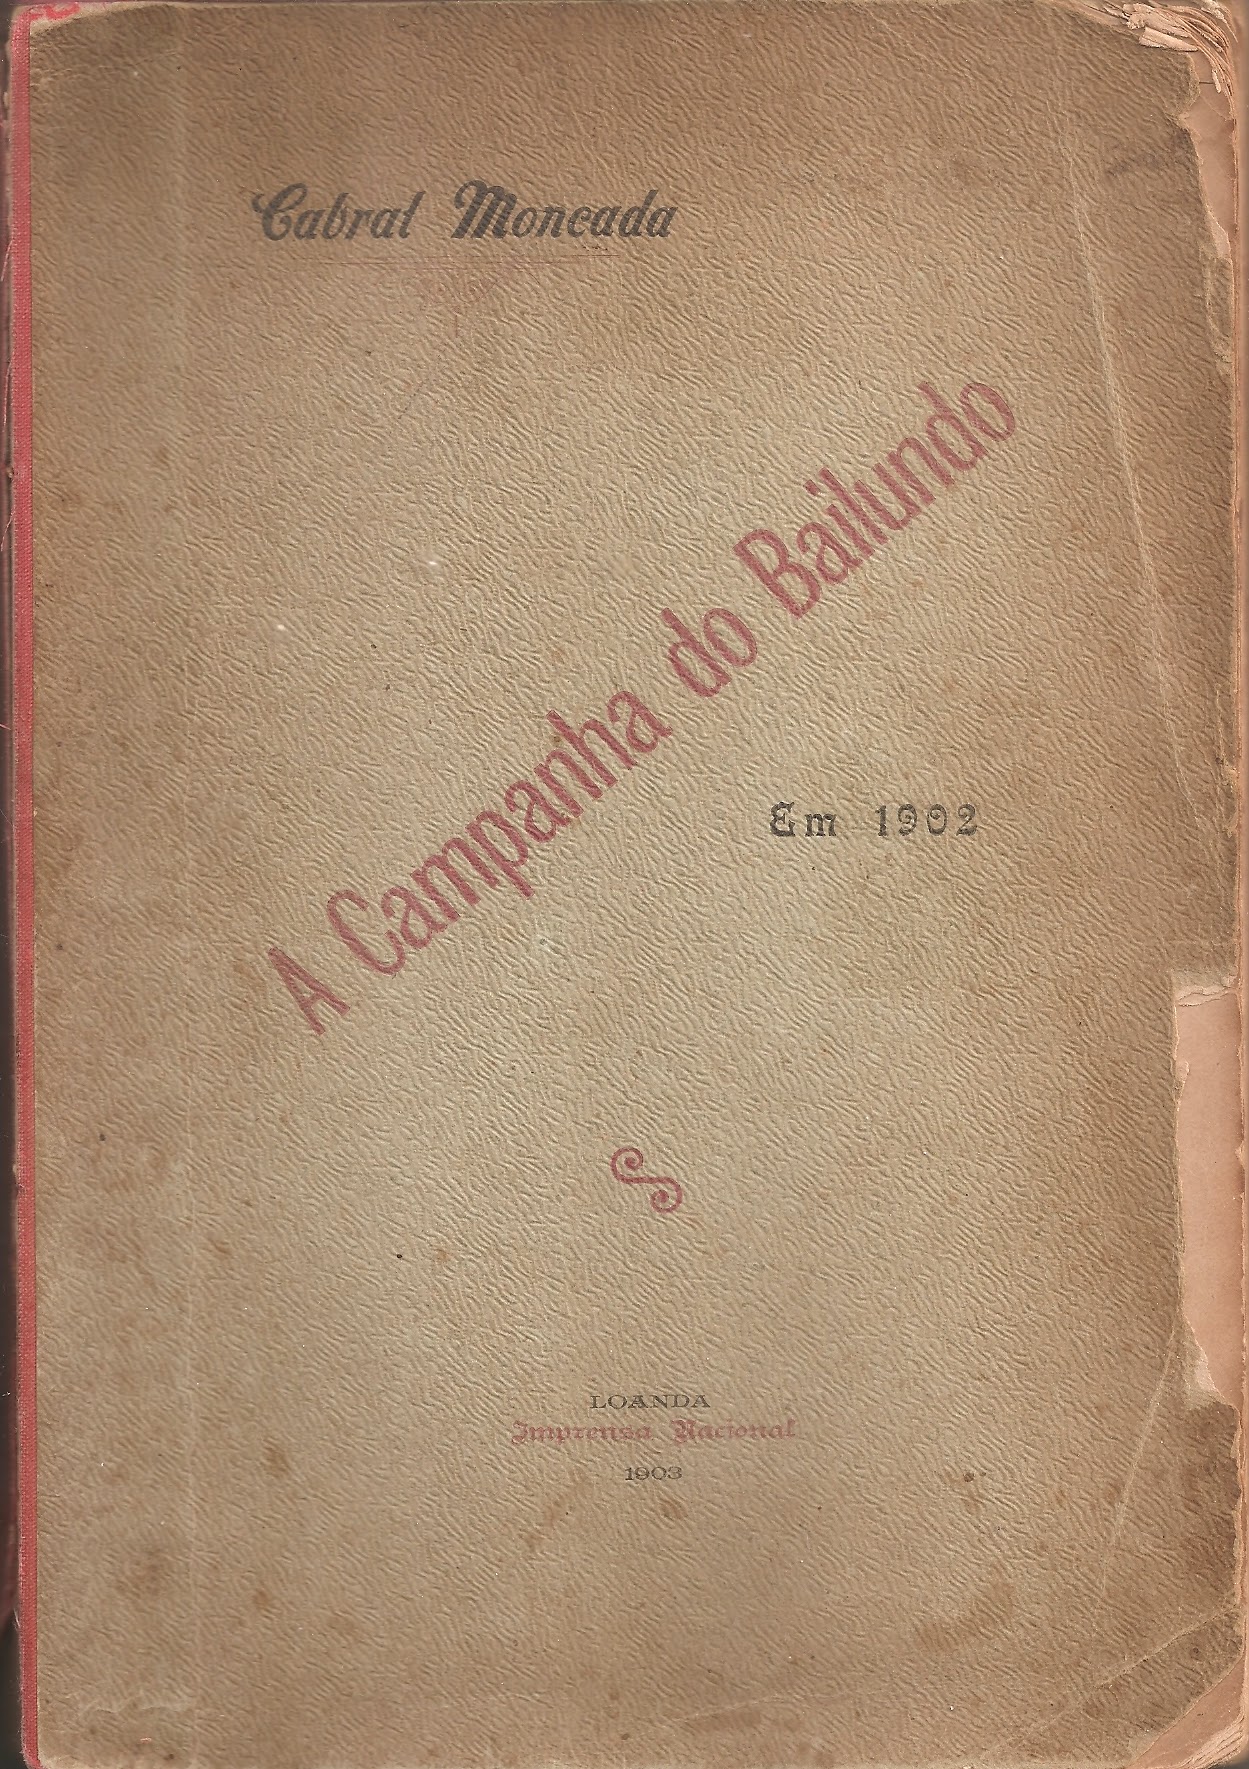 Cabral Moncada
A Campanha do Bailundo
Em 1902
LOANDA
Imprensa Nacional
1903